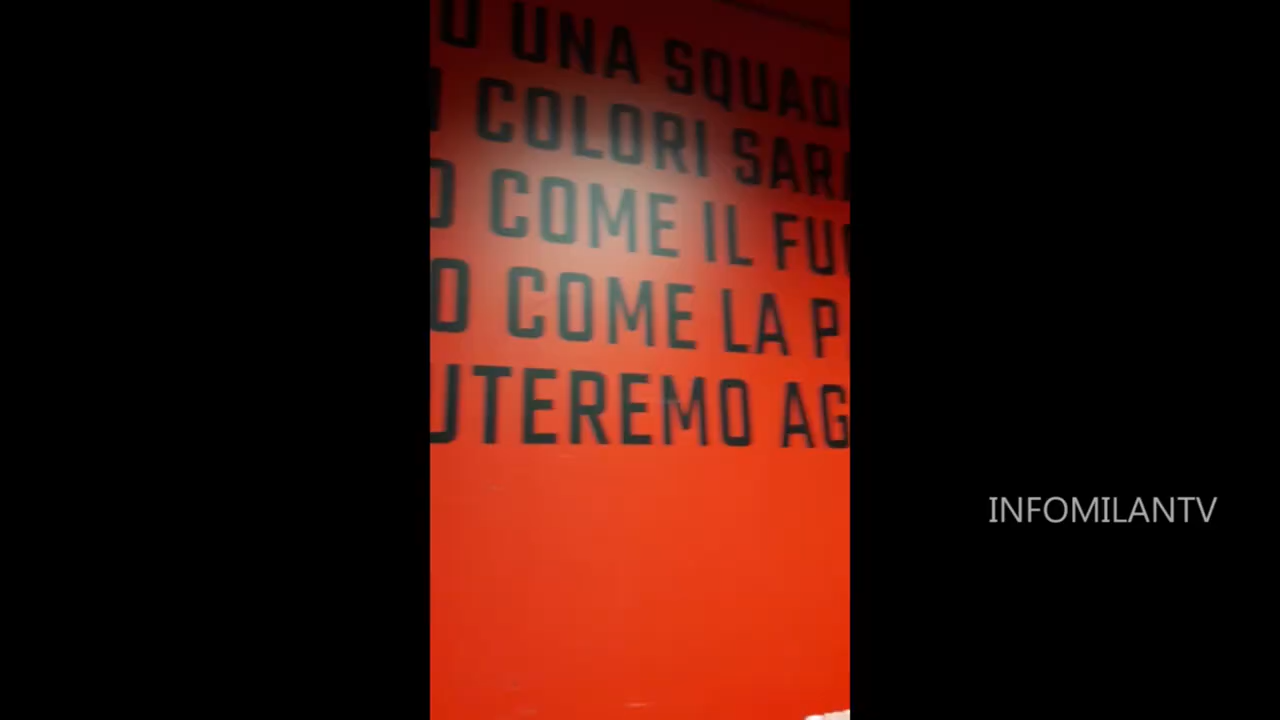 UNA SQUAD
COLORI SAR
COME IL FU
COME LA P
UTEREMO AG
INFOMILANTV